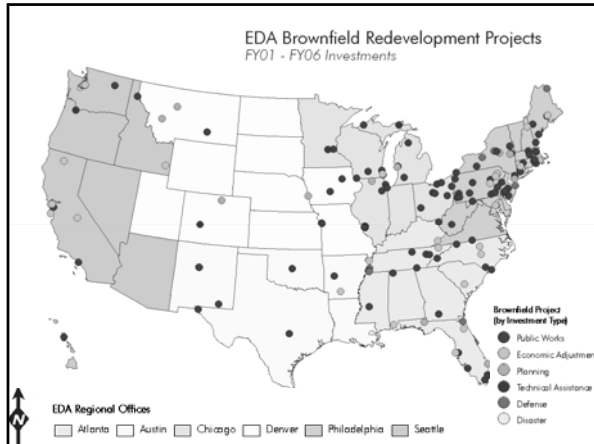 EDA Brownfield Redevelopment Projects
FY01 - FY06 Investments
Brownfield Project
(by Investment Type)
Public Works
Economic Adjustment
Planning
Technical Assistance
Defense
Disaster
EDA Regional Offices
Atlanta Austin Chicago Denver Philadelphia Seattle
N